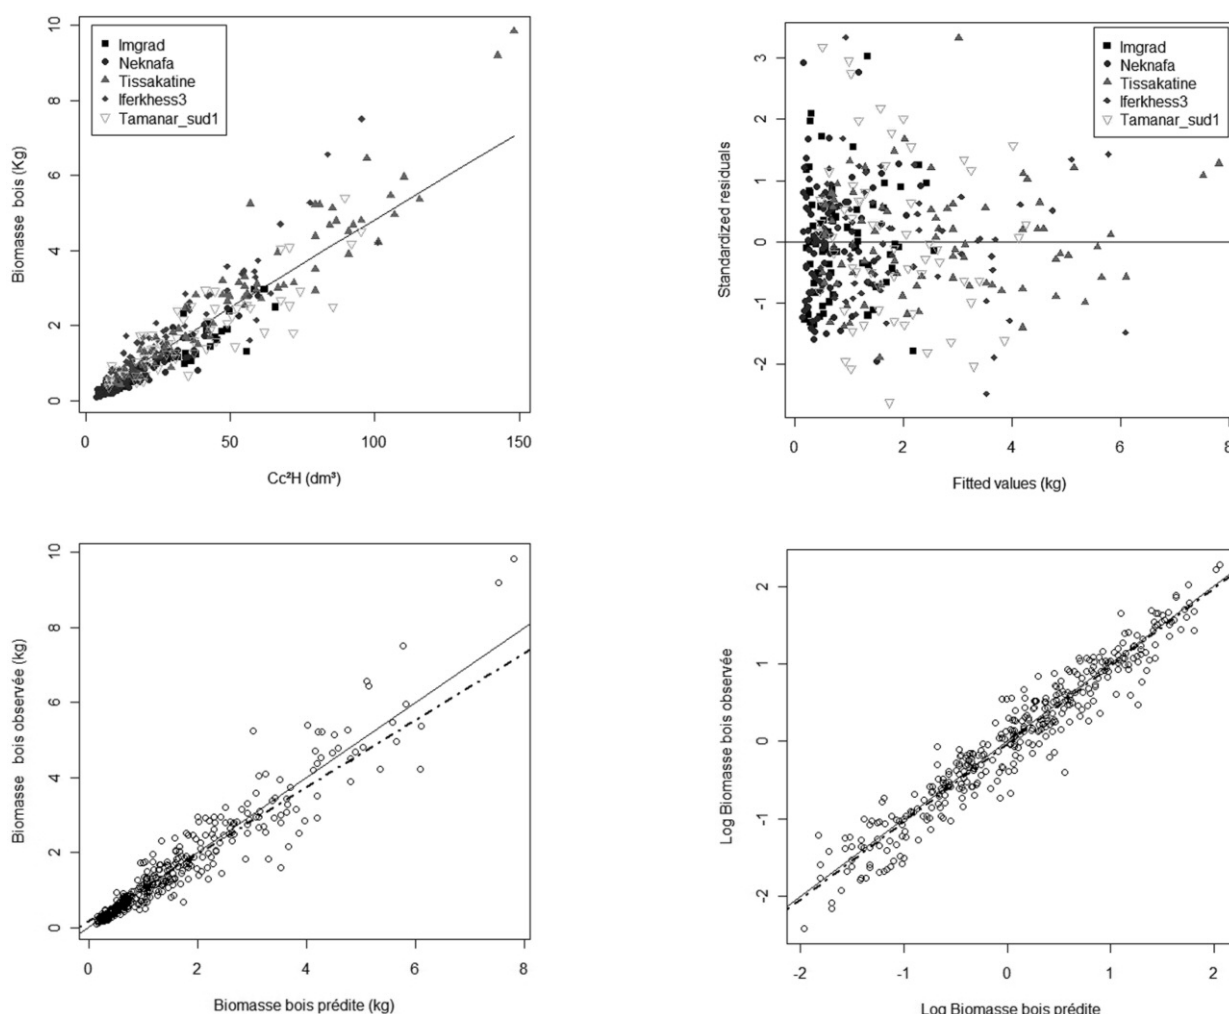 Imgrad
Neknafa
Tissakatine
Iferkhess3
Tamanar_sud1
Biomasse bois (Kg)
10
8
6
4
2
0
0 50 100 150
Cc²H (dm³)
Imgrad
Neknafa
Tissakatine
Iferkhess3
Tamanar_sud1
Standardized residuals
3
2
1
0
-1
-2
0 2 4 6 8
Fitted values (kg)
Biomasse bois observée (kg)
10
8
6
4
2
0
0 2 4 6 8
Biomasse bois prédite (kg)
Log Biomasse bois observée
2
1
0
-1
-2
-2 -1 0 1 2
Log Biomasse bois prédite